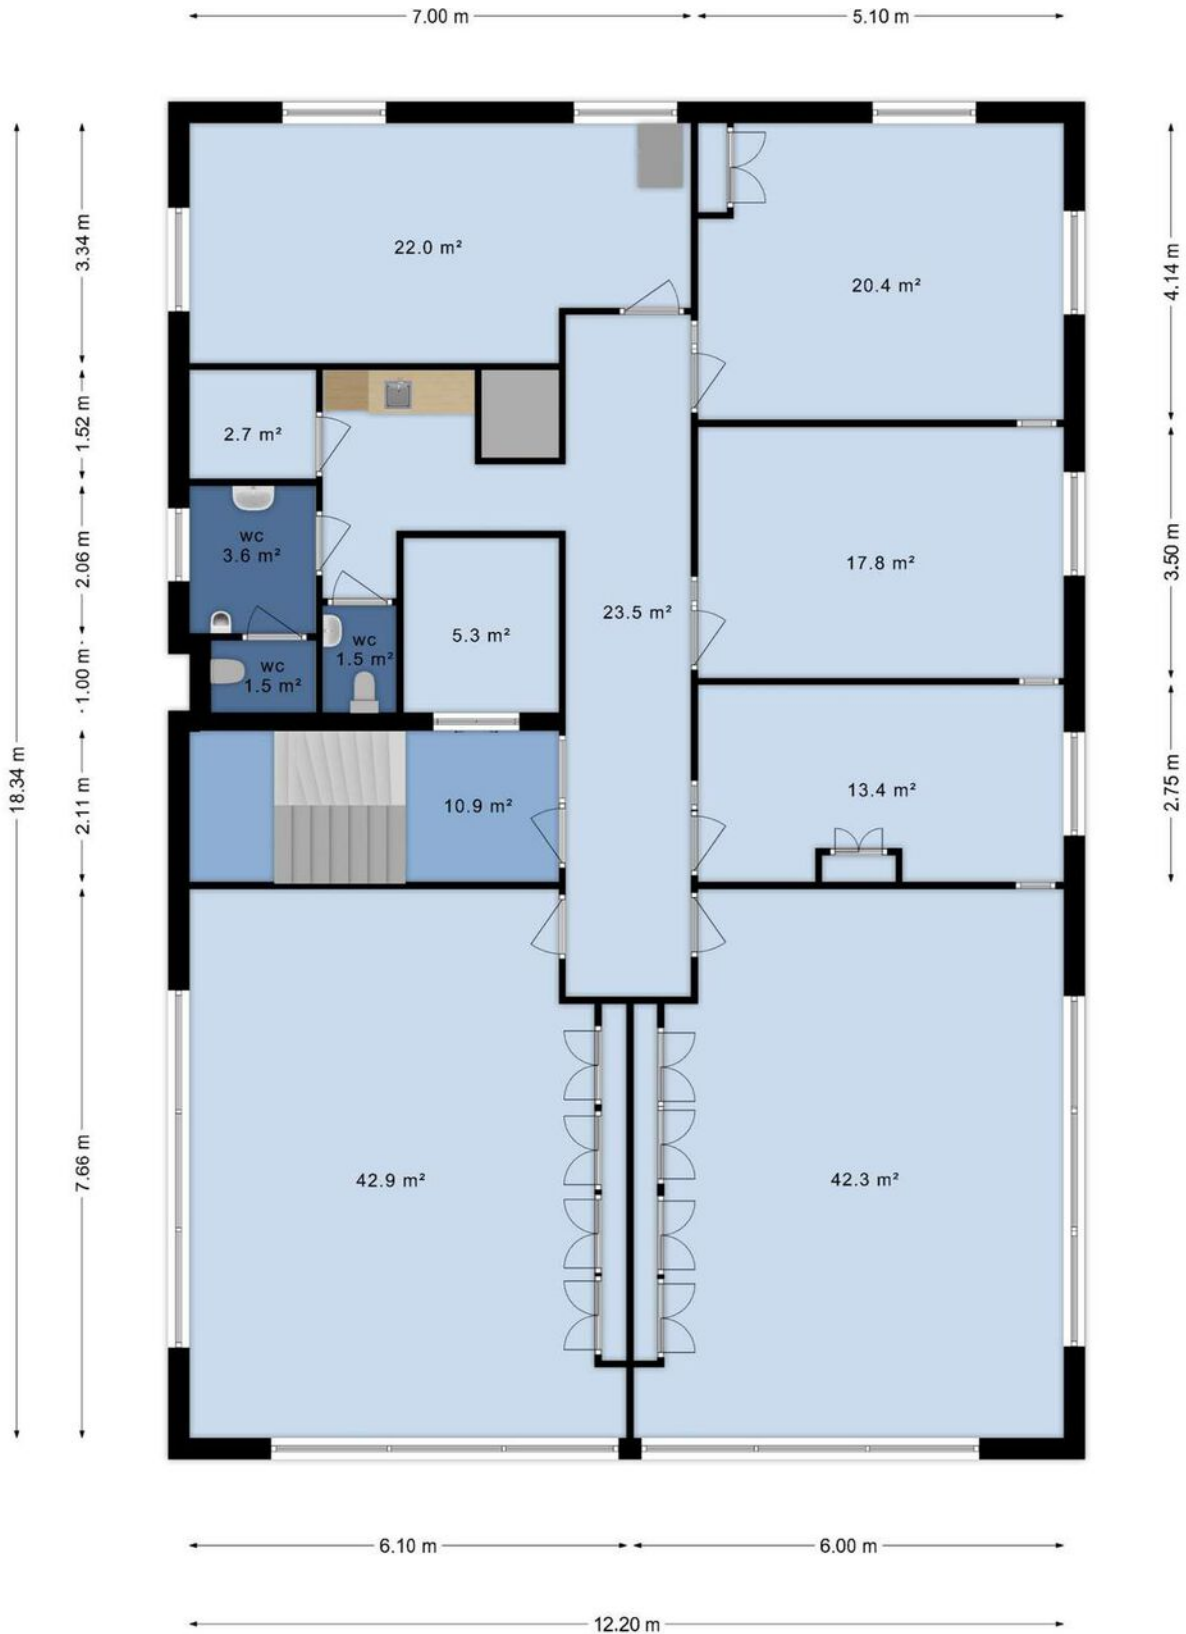 7.00 m
5.10 m
3.34 m
22.0 m²
20.4 m²
4.14 m
1.52 m
2.7 m²
wc
3.6 m²
2.06 m
17.8 m²
3.50 m
23.5 m²
5.3 m²
wc
1.5 m²
wc
1.5 m²
1.00 m
18.34 m
2.11 m
10.9 m²
13.4 m²
2.75 m
7.66 m
42.9 m²
42.3 m²
6.10 m
6.00 m
12.20 m